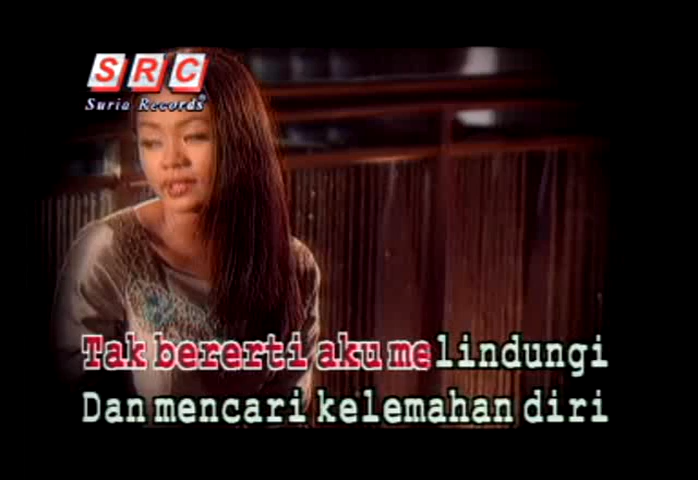 SRC
Suria Records®
Tak bererti aku melindungi
Dan mencari kelemahan diri